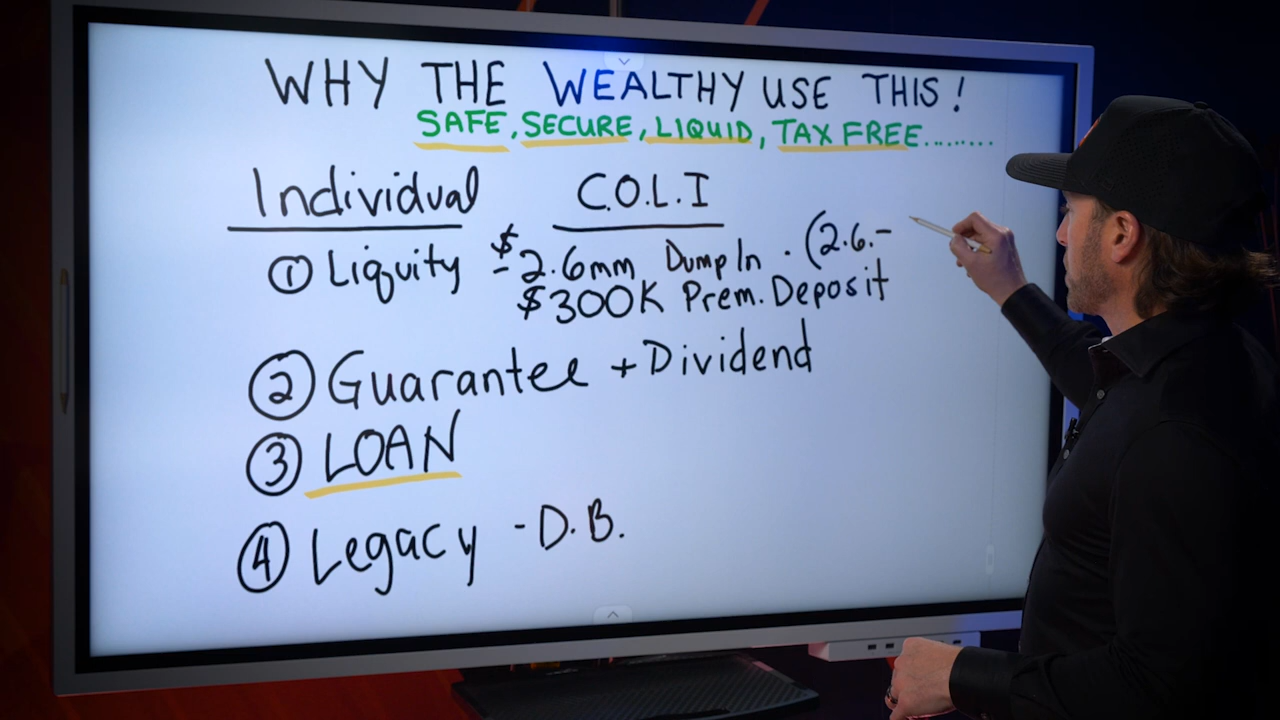 WHY THE WEALTHY USE THIS!
SAFE, SECURE, LIQUID, TAX FREE........
Individual C.O.L.I
① Liquity $2.6mm Dump In. (2.6.-
$300K Prem. Deposit
② Guarantee + Dividend
③ LOAN
④ Legacy - D.B.